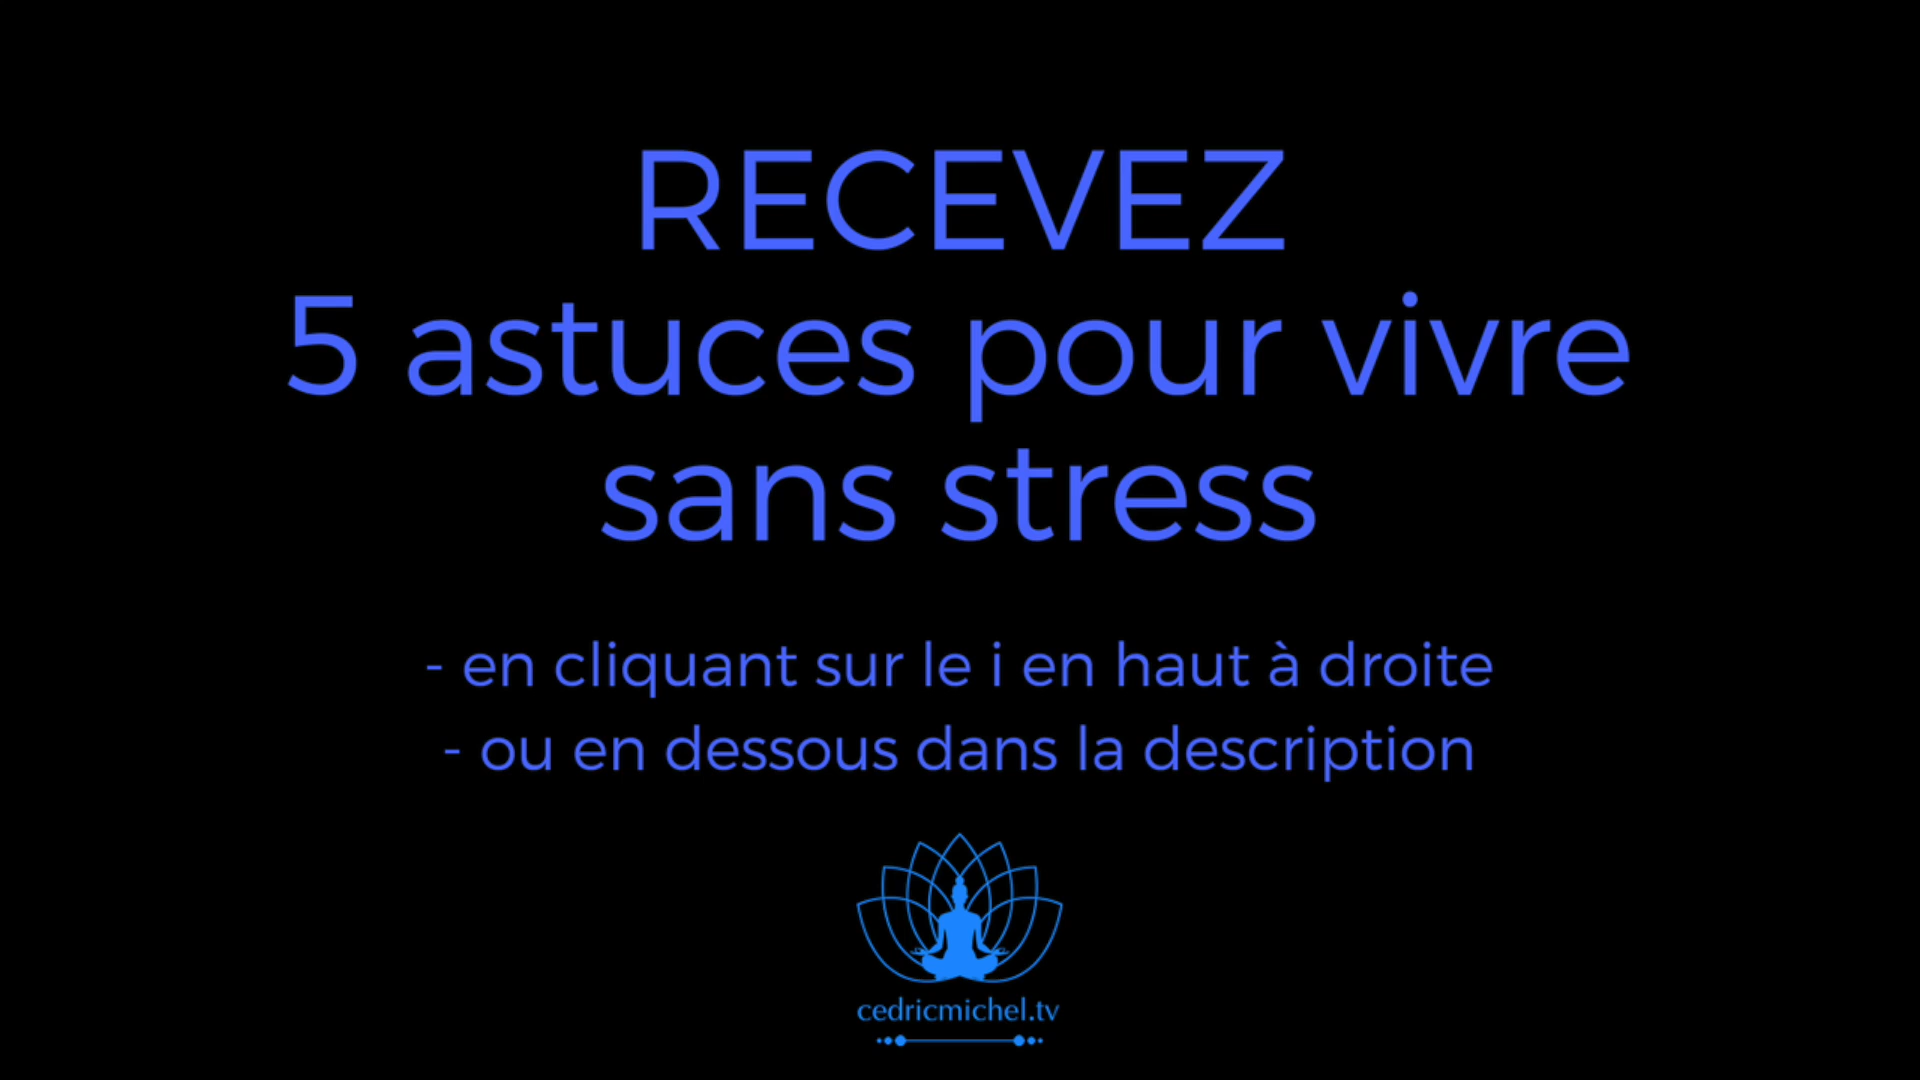 RECEVEZ
5 astuces pour vivre
sans stress
- en cliquant sur le i en haut à droite
- ou en dessous dans la description
cedricmichel.tv